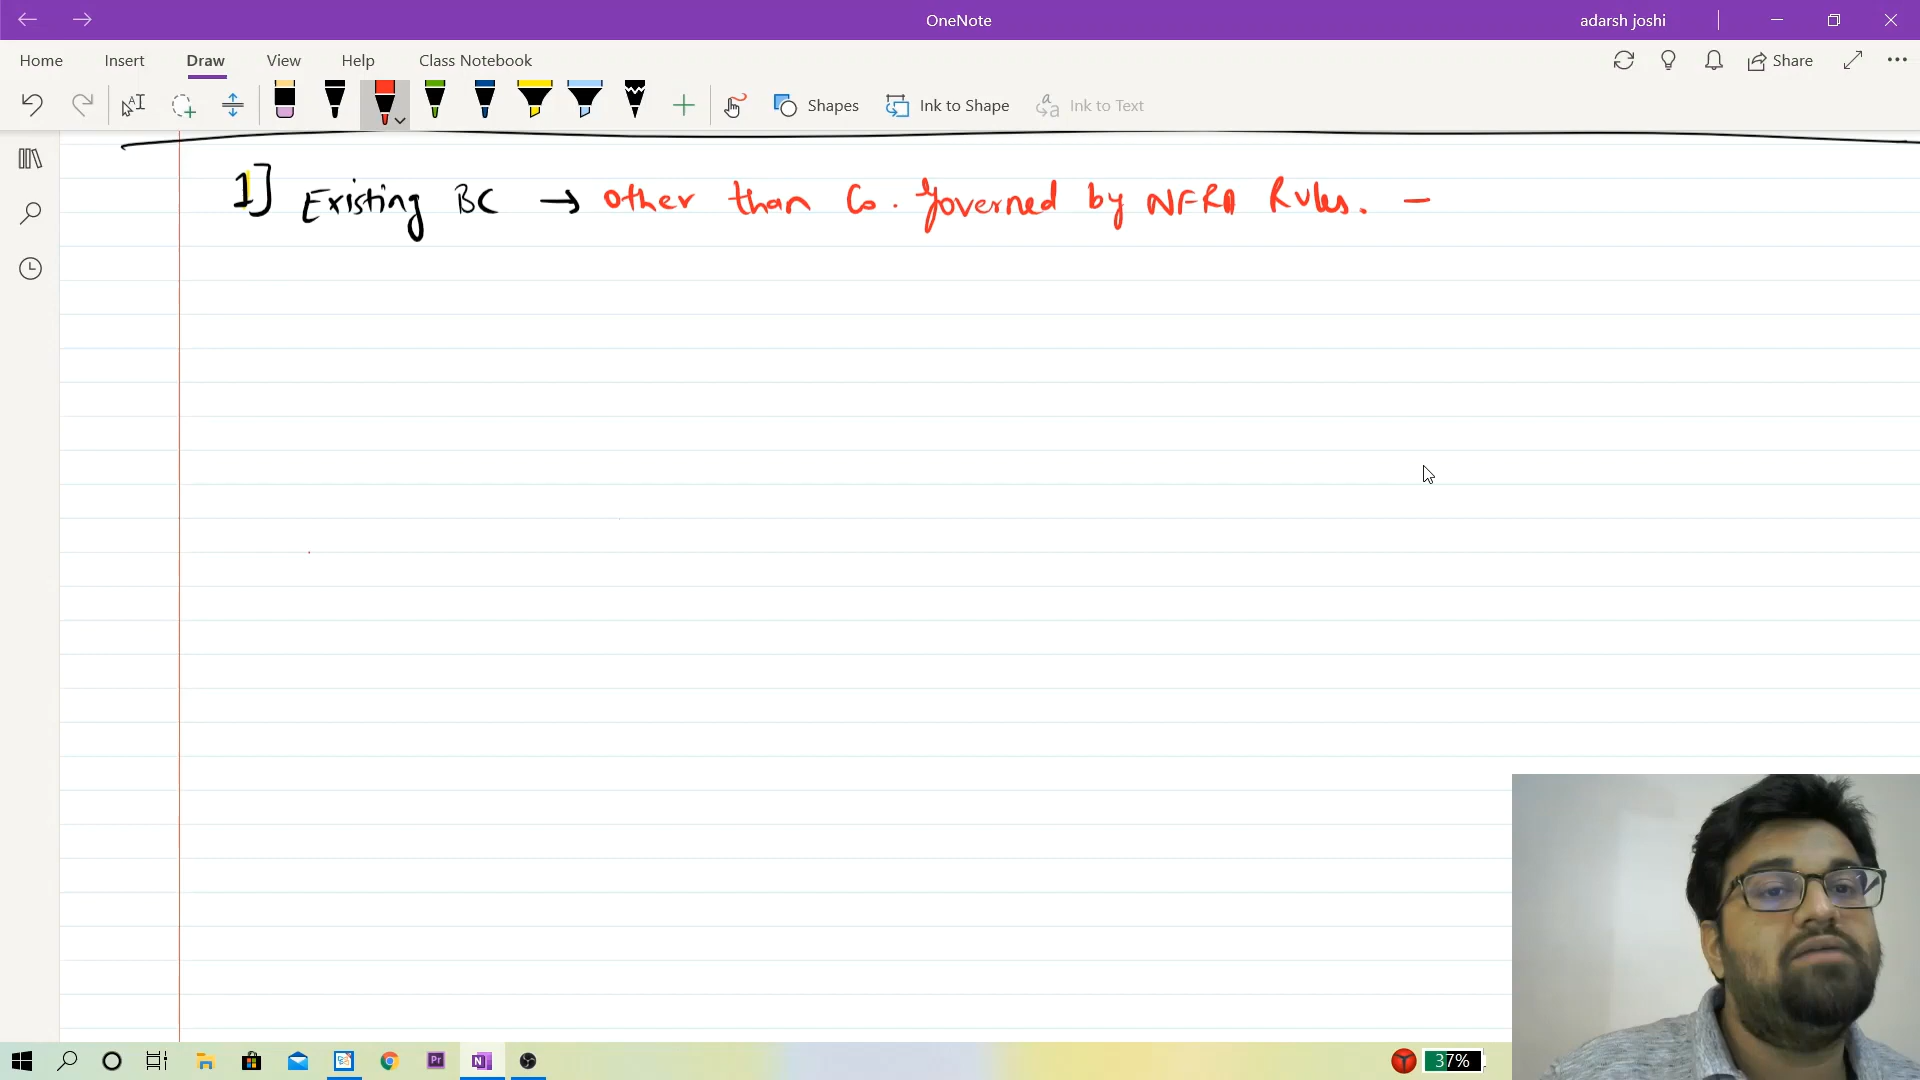 OneNote
adarsh joshi
Home Insert Draw View Help Class Notebook
Share
Shapes Ink to Shape Ink to Text
1] Existing BC → other than Co. Governed by NFRA Rules. –
37%